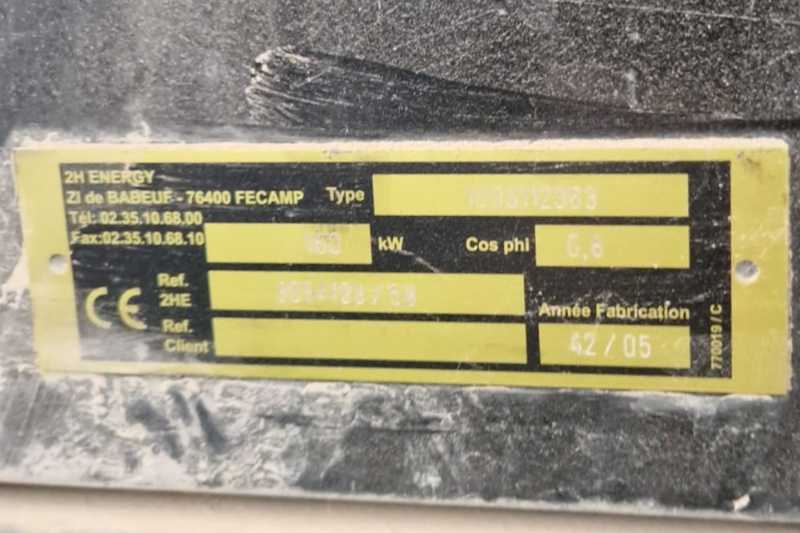 2H ENERGY
ZI de BABEUF - 76400 FECAMP
Type
Tél: 02.35.10.68.00
Fax:02.35.10.68.10
160 kW
Cos phi 0,8
CE
Ref. 2HE
Ref. Client
Année Fabrication
42 / 05
770019 / C